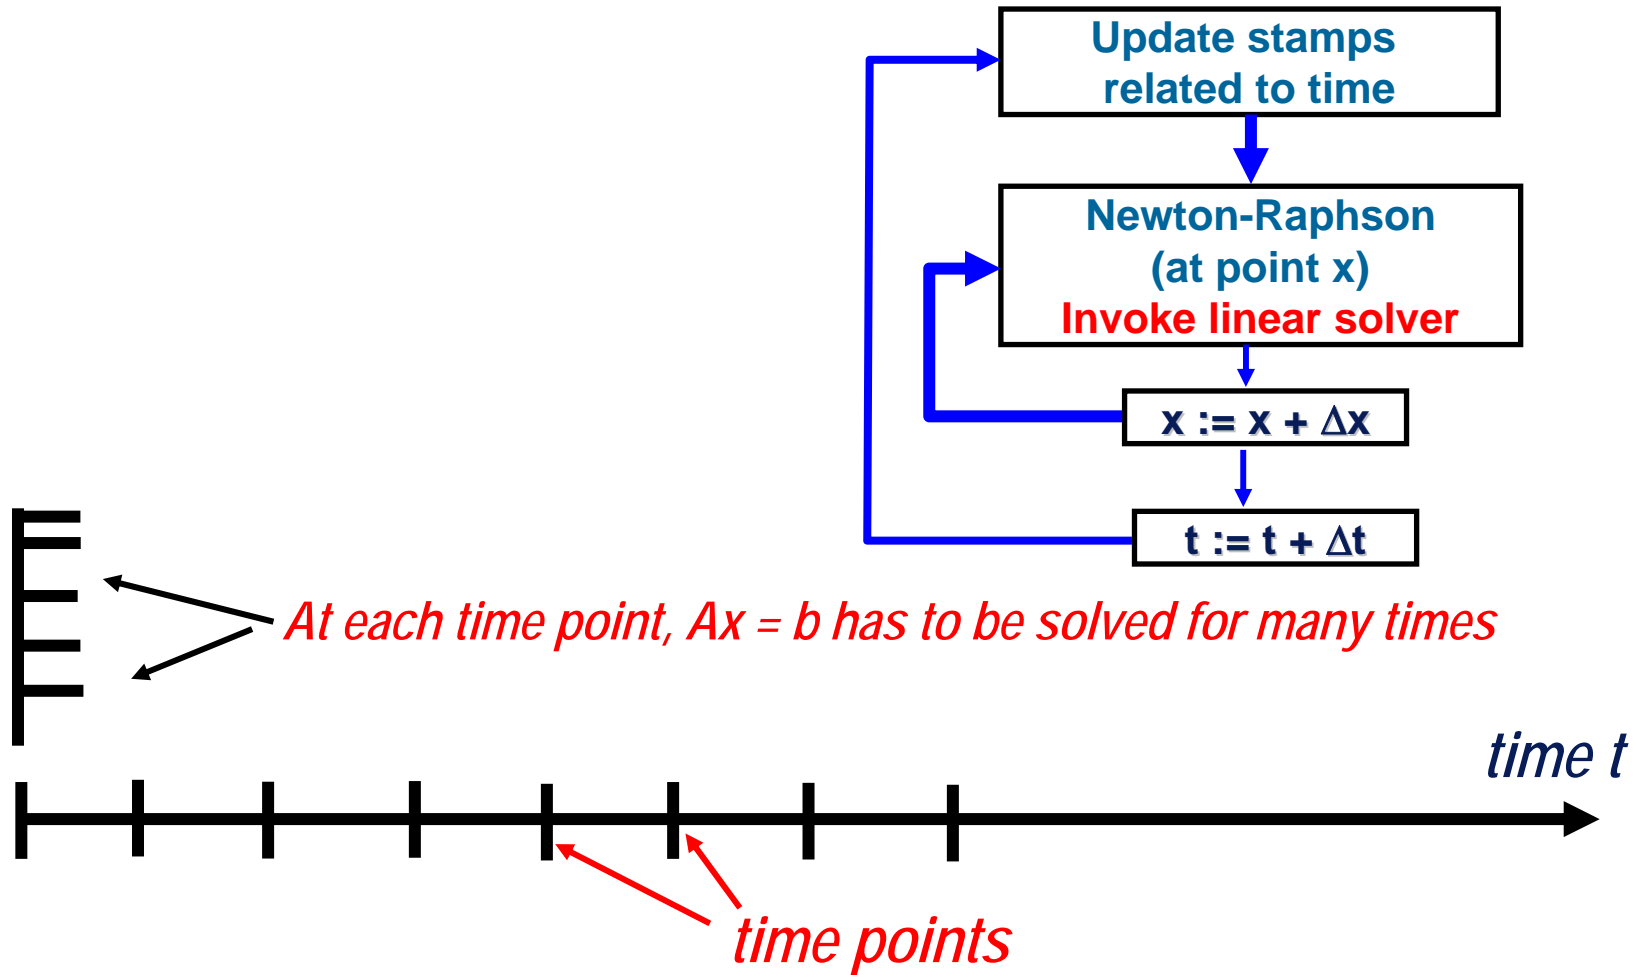 Update stamps
related to time
Newton-Raphson
(at point x)
Invoke linear solver
x := x + Δx
t := t + Δt
At each time point, Ax = b has to be solved for many times
time t
time points